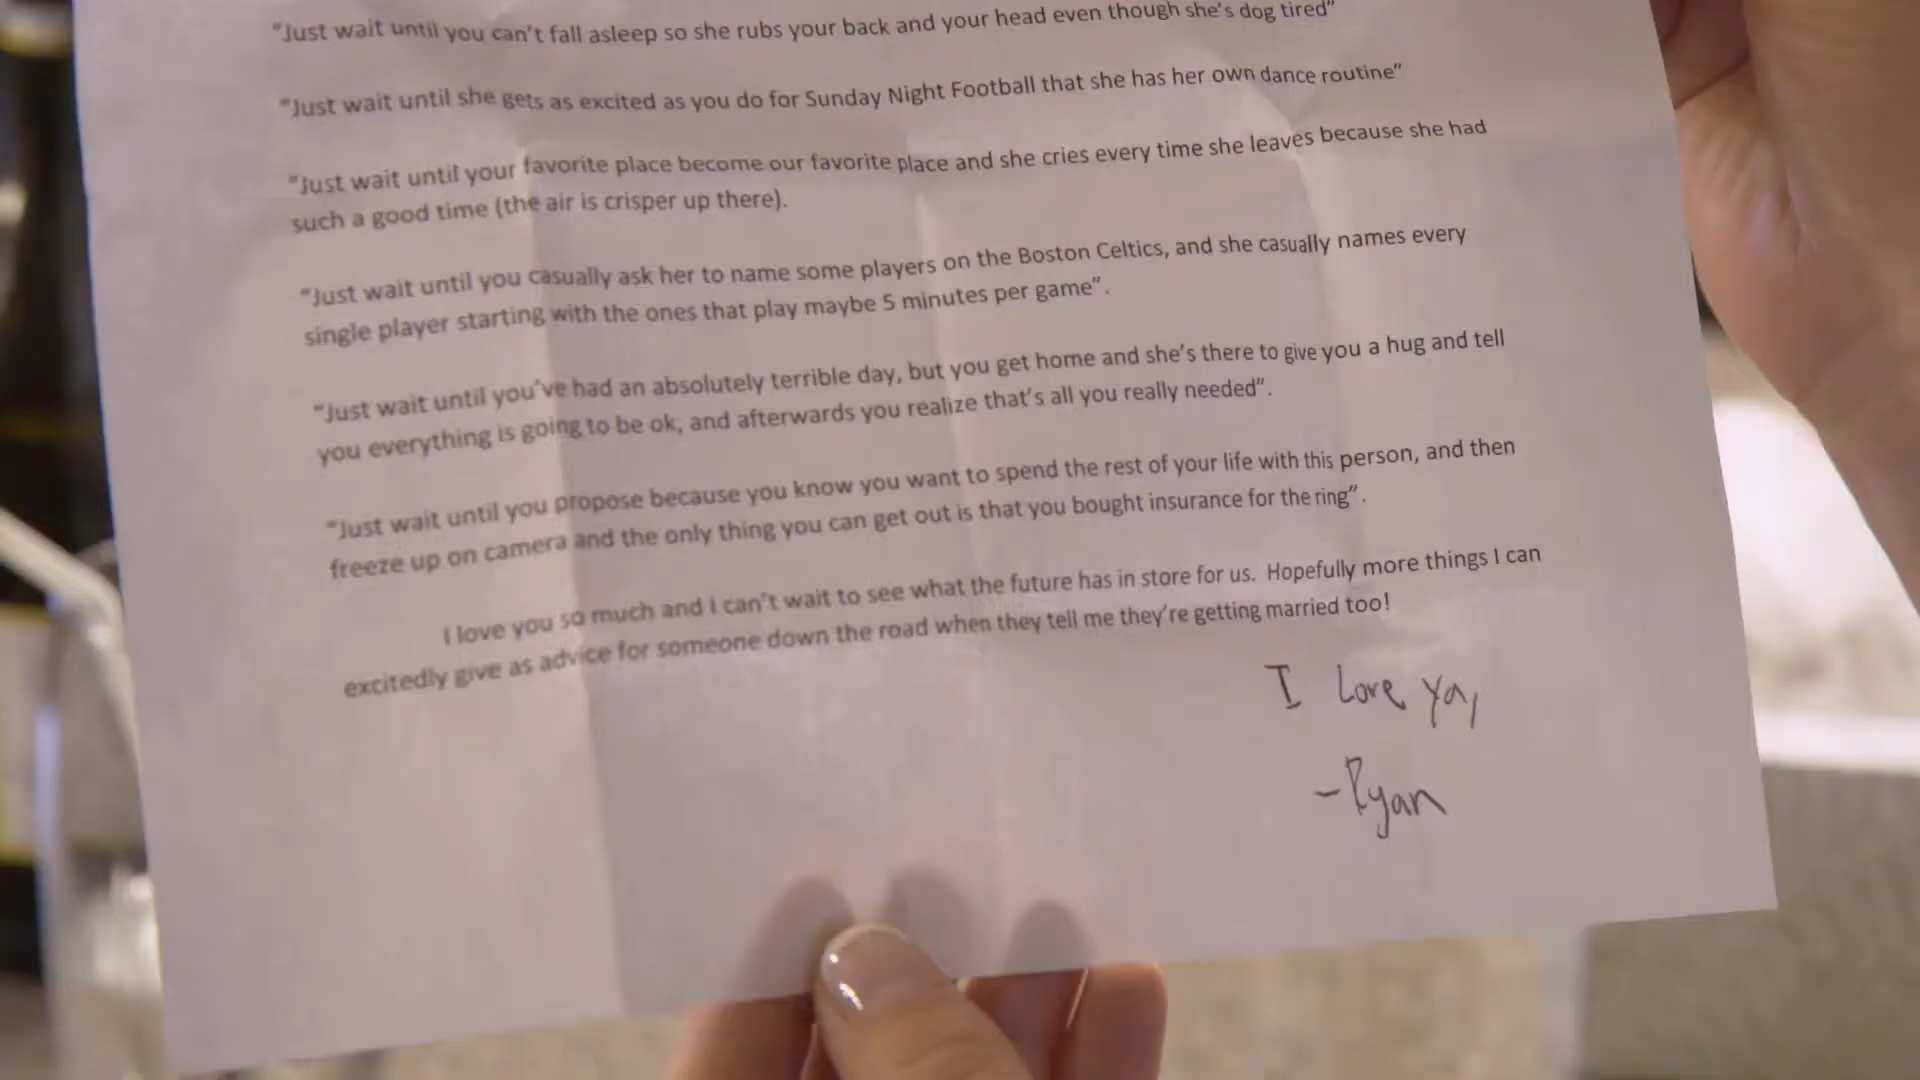 "Just wait until you can't fall asleep so she rubs your back and your head even though she's dog tired"
"Just wait until she gets as excited as you do for Sunday Night Football that she has her own dance routine"
"Just wait until your favorite place become our favorite place and she cries every time she leaves because she had
such a good time (the air is crisper up there).
"Just wait until you casually ask her to name some players on the Boston Celtics, and she casually names every
single player starting with the ones that play maybe 5 minutes per game".
"Just wait until you've had an absolutely terrible day, but you get home and she's there to give you a hug and tell
you everything is going to be ok, and afterwards you realize that's all you really needed".
"Just wait until you propose because you know you want to spend the rest of your life with this person, and then
freeze up on camera and the only thing you can get out is that you bought insurance for the ring".
I love you so much and I can't wait to see what the future has in store for us. Hopefully more things I can
excitedly give as advice for someone down the road when they tell me they're getting married too!
I Love ya,
-Ryan